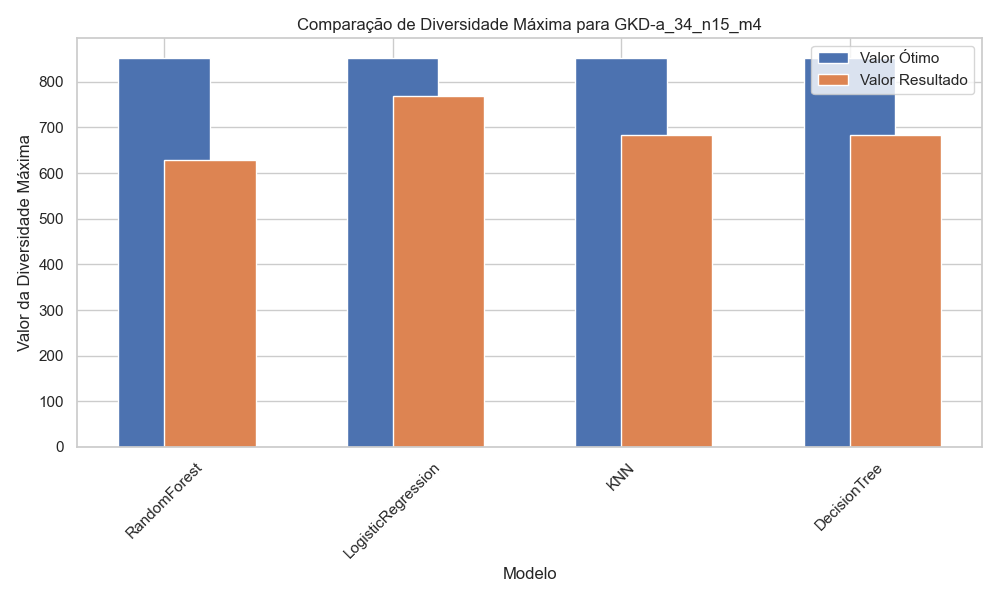 Comparação de Diversidade Máxima para GKD-a_34_n15_m4
Valor Ótimo
Valor Resultado
Valor da Diversidade Máxima
800
700
600
500
400
300
200
100
0
RandomForest
LogisticRegression
KNN
DecisionTree
Modelo